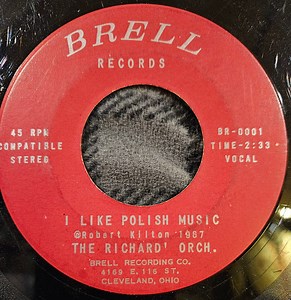 BRELL
RECORDS
45 RPM
COMPATIBLE
STEREO
BR-0001
TIME-2:33
VOCAL
I LIKE POLISH MUSIC
©Robert Kilton 1967
THE RICHARD' ORCH.
BRELL RECORDING CO.
4169 E. 116 ST.
CLEVELAND, OHIO